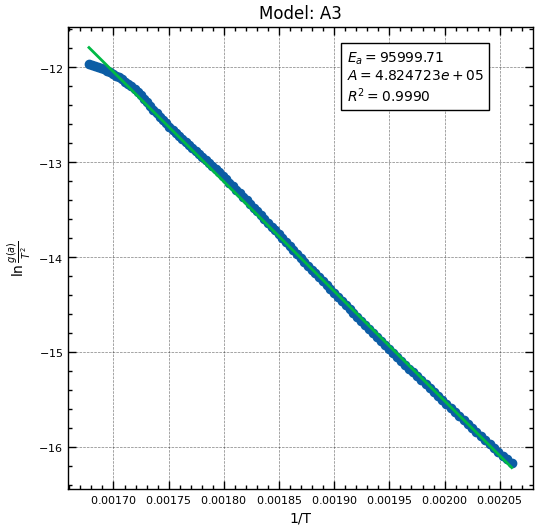 Model: A3
E_a = 95999.71
A = 4.824723e + 05
R² = 0.9990
−12
−13
−14
−15
−16
ln g(a)/T²
0.00170 0.00175 0.00180 0.00185 0.00190 0.00195 0.00200 0.00205
1/T